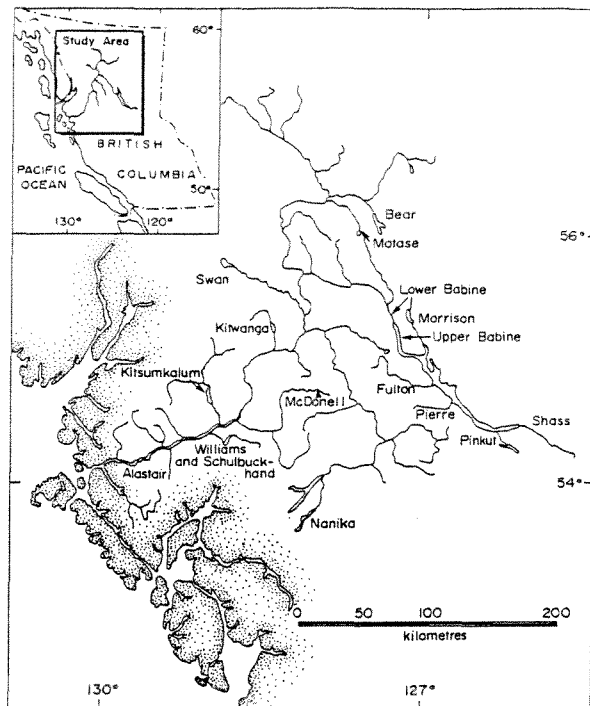 60°
Study Area
BRITISH
PACIFIC
OCEAN
COLUMBIA
50°
130°
120°
Bear
Motase
56°
Swan
Lower Babine
Morrison
Kitwanga
Upper Babine
Kitsumkalum
McDonell
Fulton
Pierre
Shass
Pinkut
Williams
and Schulbuck-
hand
Alastair
54°
Nanika
0
50
100
200
kilometres
130°
127°